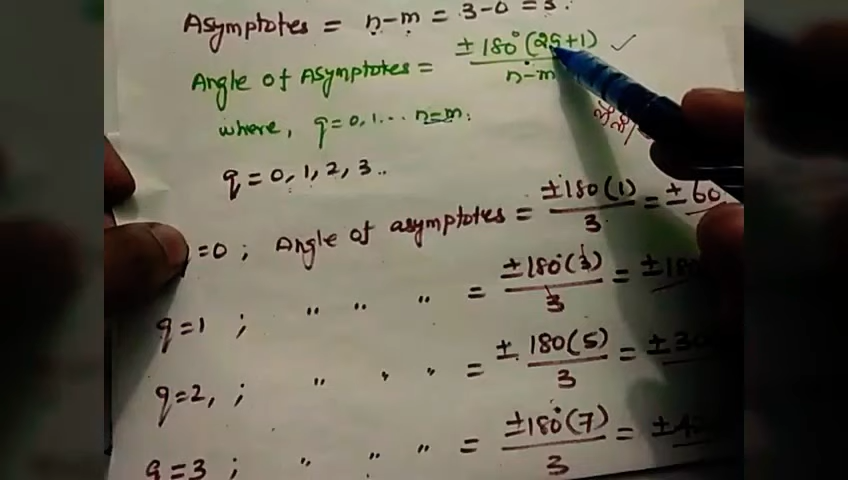 Asymptotes = n-m = 3-0 = 3.
Angle of Asymptotes = ±180°(2q+1) / n-m ✓
where, q=0,1... n-m.
q=0,1,2,3..
=0 ; Angle of asymptotes = ±180(1) / 3 = ±60
q=1 ; " " " = ±180°(3) / 3 = ±180
q=2, ; " " " = ± 180(5) / 3 = ±30
q=3 ; " " " = ±180°(7) / 3 = ±4